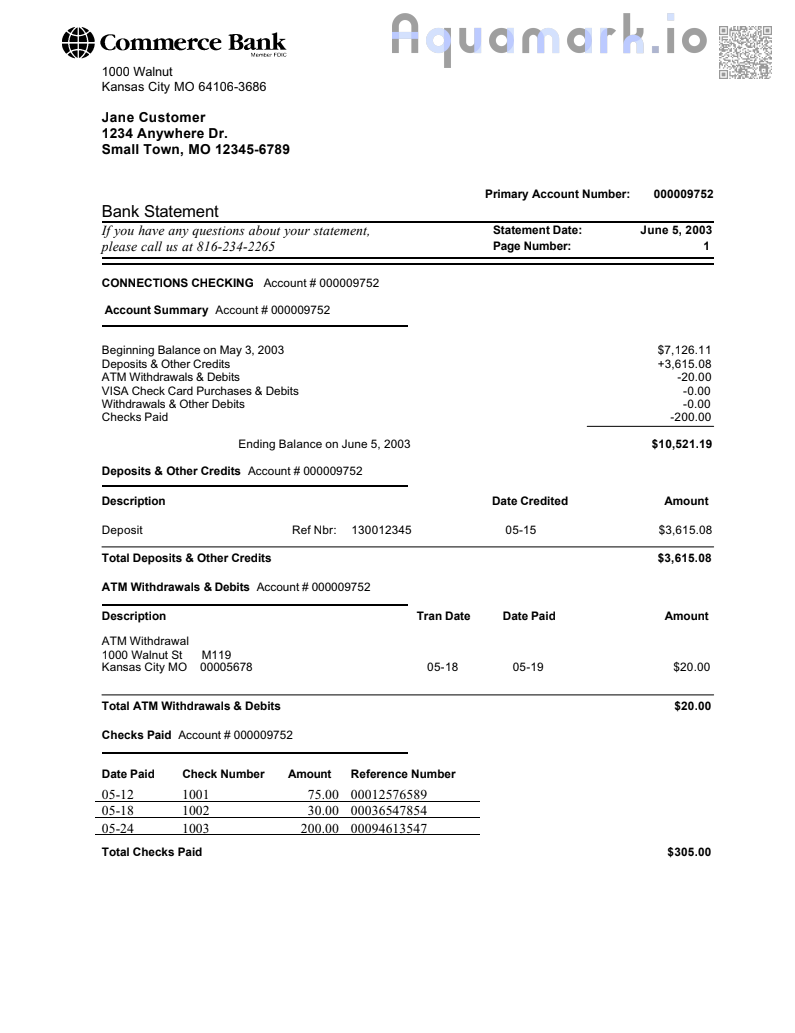 Commerce Bank
Member FDIC
Aquamark.io
1000 Walnut
Kansas City MO 64106-3686
Jane Customer
1234 Anywhere Dr.
Small Town, MO 12345-6789
Primary Account Number: 000009752
Bank Statement
If you have any questions about your statement, Statement Date: June 5, 2003
please call us at 816-234-2265 Page Number: 1
CONNECTIONS CHECKING Account # 000009752
Account Summary Account # 000009752
Beginning Balance on May 3, 2003 $7,126.11
Deposits & Other Credits +3,615.08
ATM Withdrawals & Debits -20.00
VISA Check Card Purchases & Debits -0.00
Withdrawals & Other Debits -0.00
Checks Paid -200.00
Ending Balance on June 5, 2003 $10,521.19
Deposits & Other Credits Account # 000009752
Description Date Credited Amount
Deposit Ref Nbr: 130012345 05-15 $3,615.08
Total Deposits & Other Credits $3,615.08
ATM Withdrawals & Debits Account # 000009752
Description Tran Date Date Paid Amount
ATM Withdrawal
1000 Walnut St M119
Kansas City MO 00005678 05-18 05-19 $20.00
Total ATM Withdrawals & Debits $20.00
Checks Paid Account # 000009752
Date Paid Check Number Amount Reference Number
05-12 1001 75.00 00012576589
05-18 1002 30.00 00036547854
05-24 1003 200.00 00094613547
Total Checks Paid $305.00